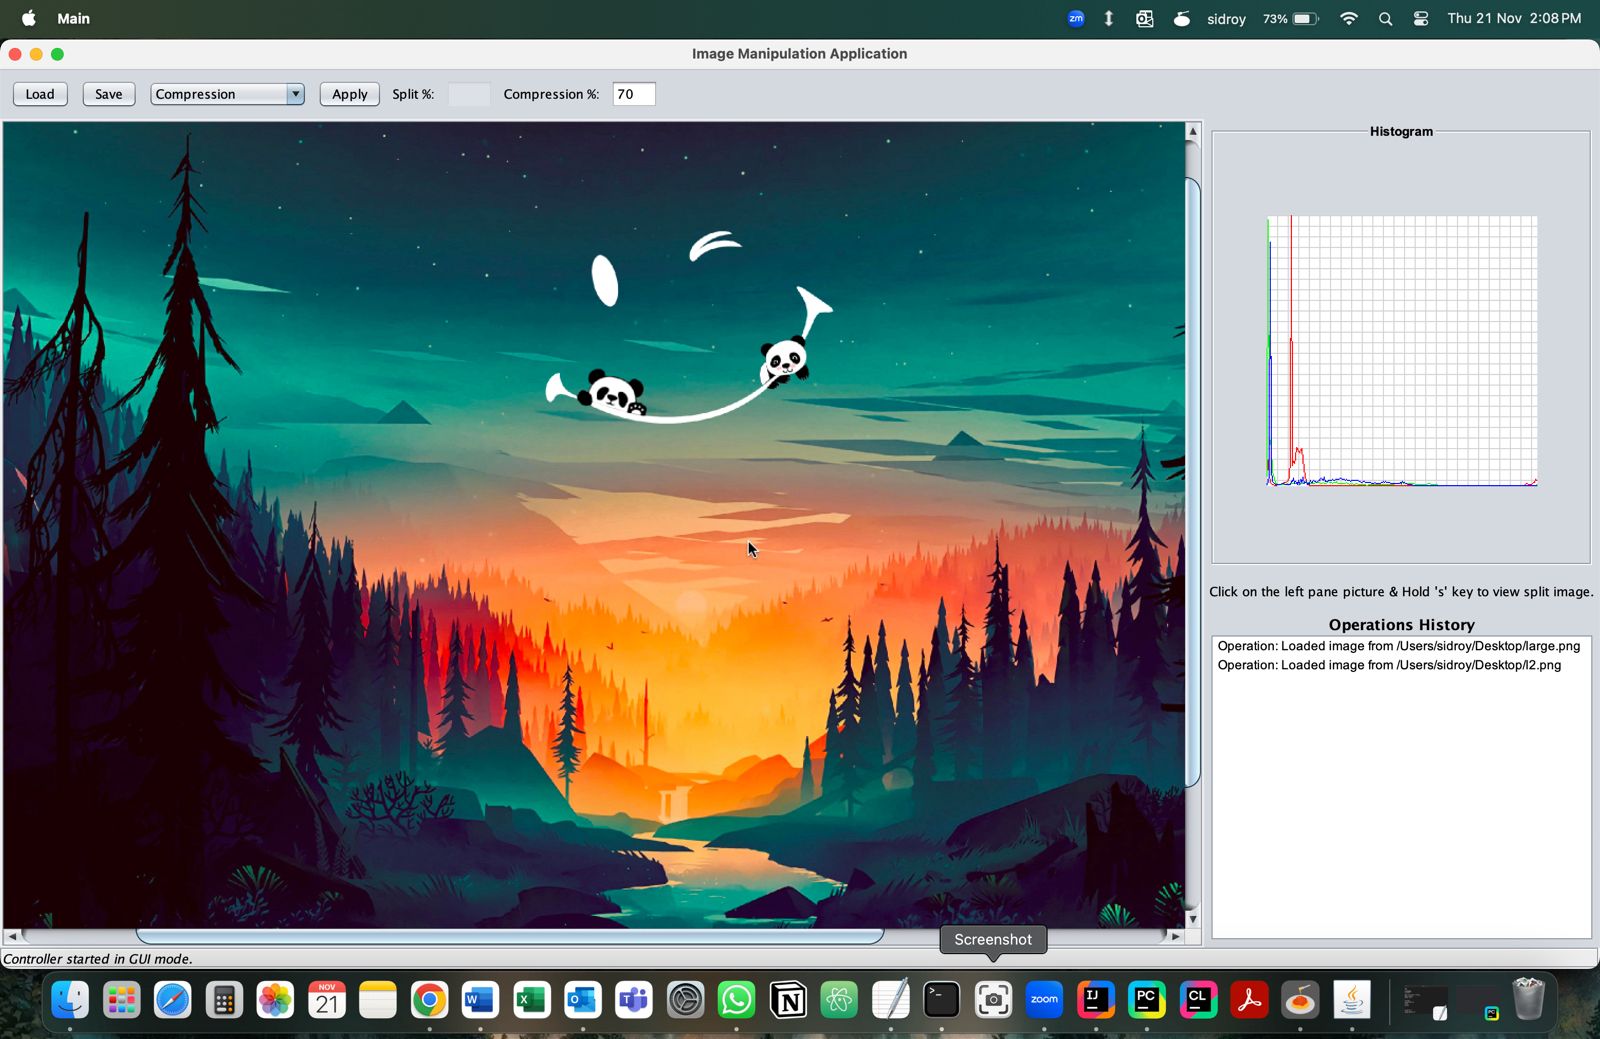 Main
zm
sidroy
73%
Thu 21 Nov 2:08 PM
Image Manipulation Application
Load
Save
Compression
Apply
Split %:
Compression %:
70
Histogram
Click on the left pane picture & Hold 's' key to view split image.
Operations History
Operation: Loaded image from /Users/sidroy/Desktop/large.png
Operation: Loaded image from /Users/sidroy/Desktop/l2.png
Screenshot
Controller started in GUI mode.
NOV
21
W
X
O
T
N
>_
zoom
IJ
PC
CL
PC